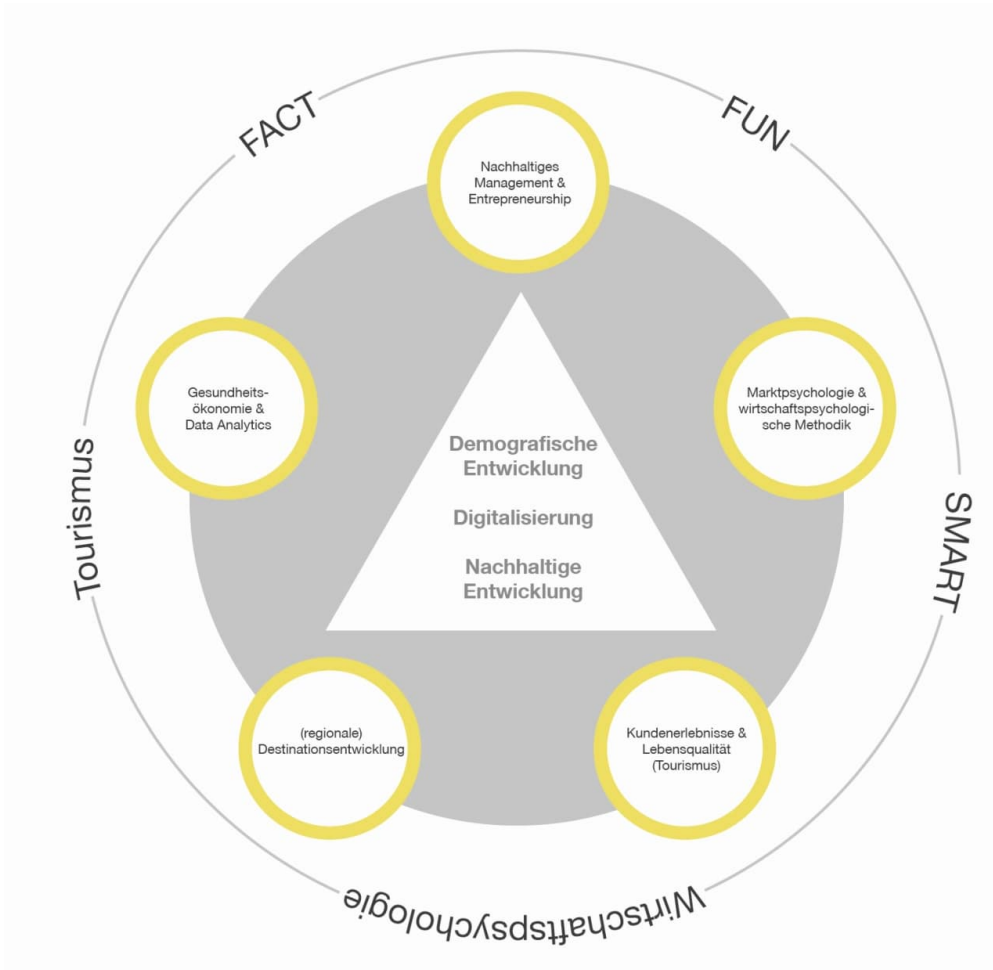 FACT
FUN
Nachhaltiges
Management &
Entrepreneurship
Gesundheits-
ökonomie &
Data Analytics
Marktpsychologie &
wirtschaftspsychologi-
sche Methodik
Demografische
Entwicklung
Digitalisierung
Nachhaltige
Entwicklung
Tourismus
SMART
(regionale)
Destinationsentwicklung
Kundenerlebnisse &
Lebensqualität
(Tourismus)
Wirtschaftspsychologie